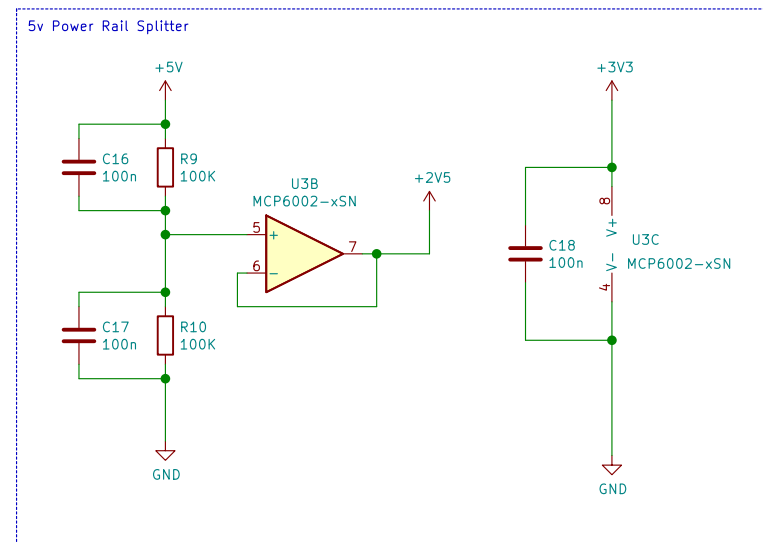 5v Power Rail Splitter
+5V
+3V3
C16
100n
R9
100K
U3B
MCP6002-xSN
+2V5
8
V+
5
+
7
6
-
U3C
MCP6002-xSN
C18
100n
V-
4
C17
100n
R10
100K
GND
GND